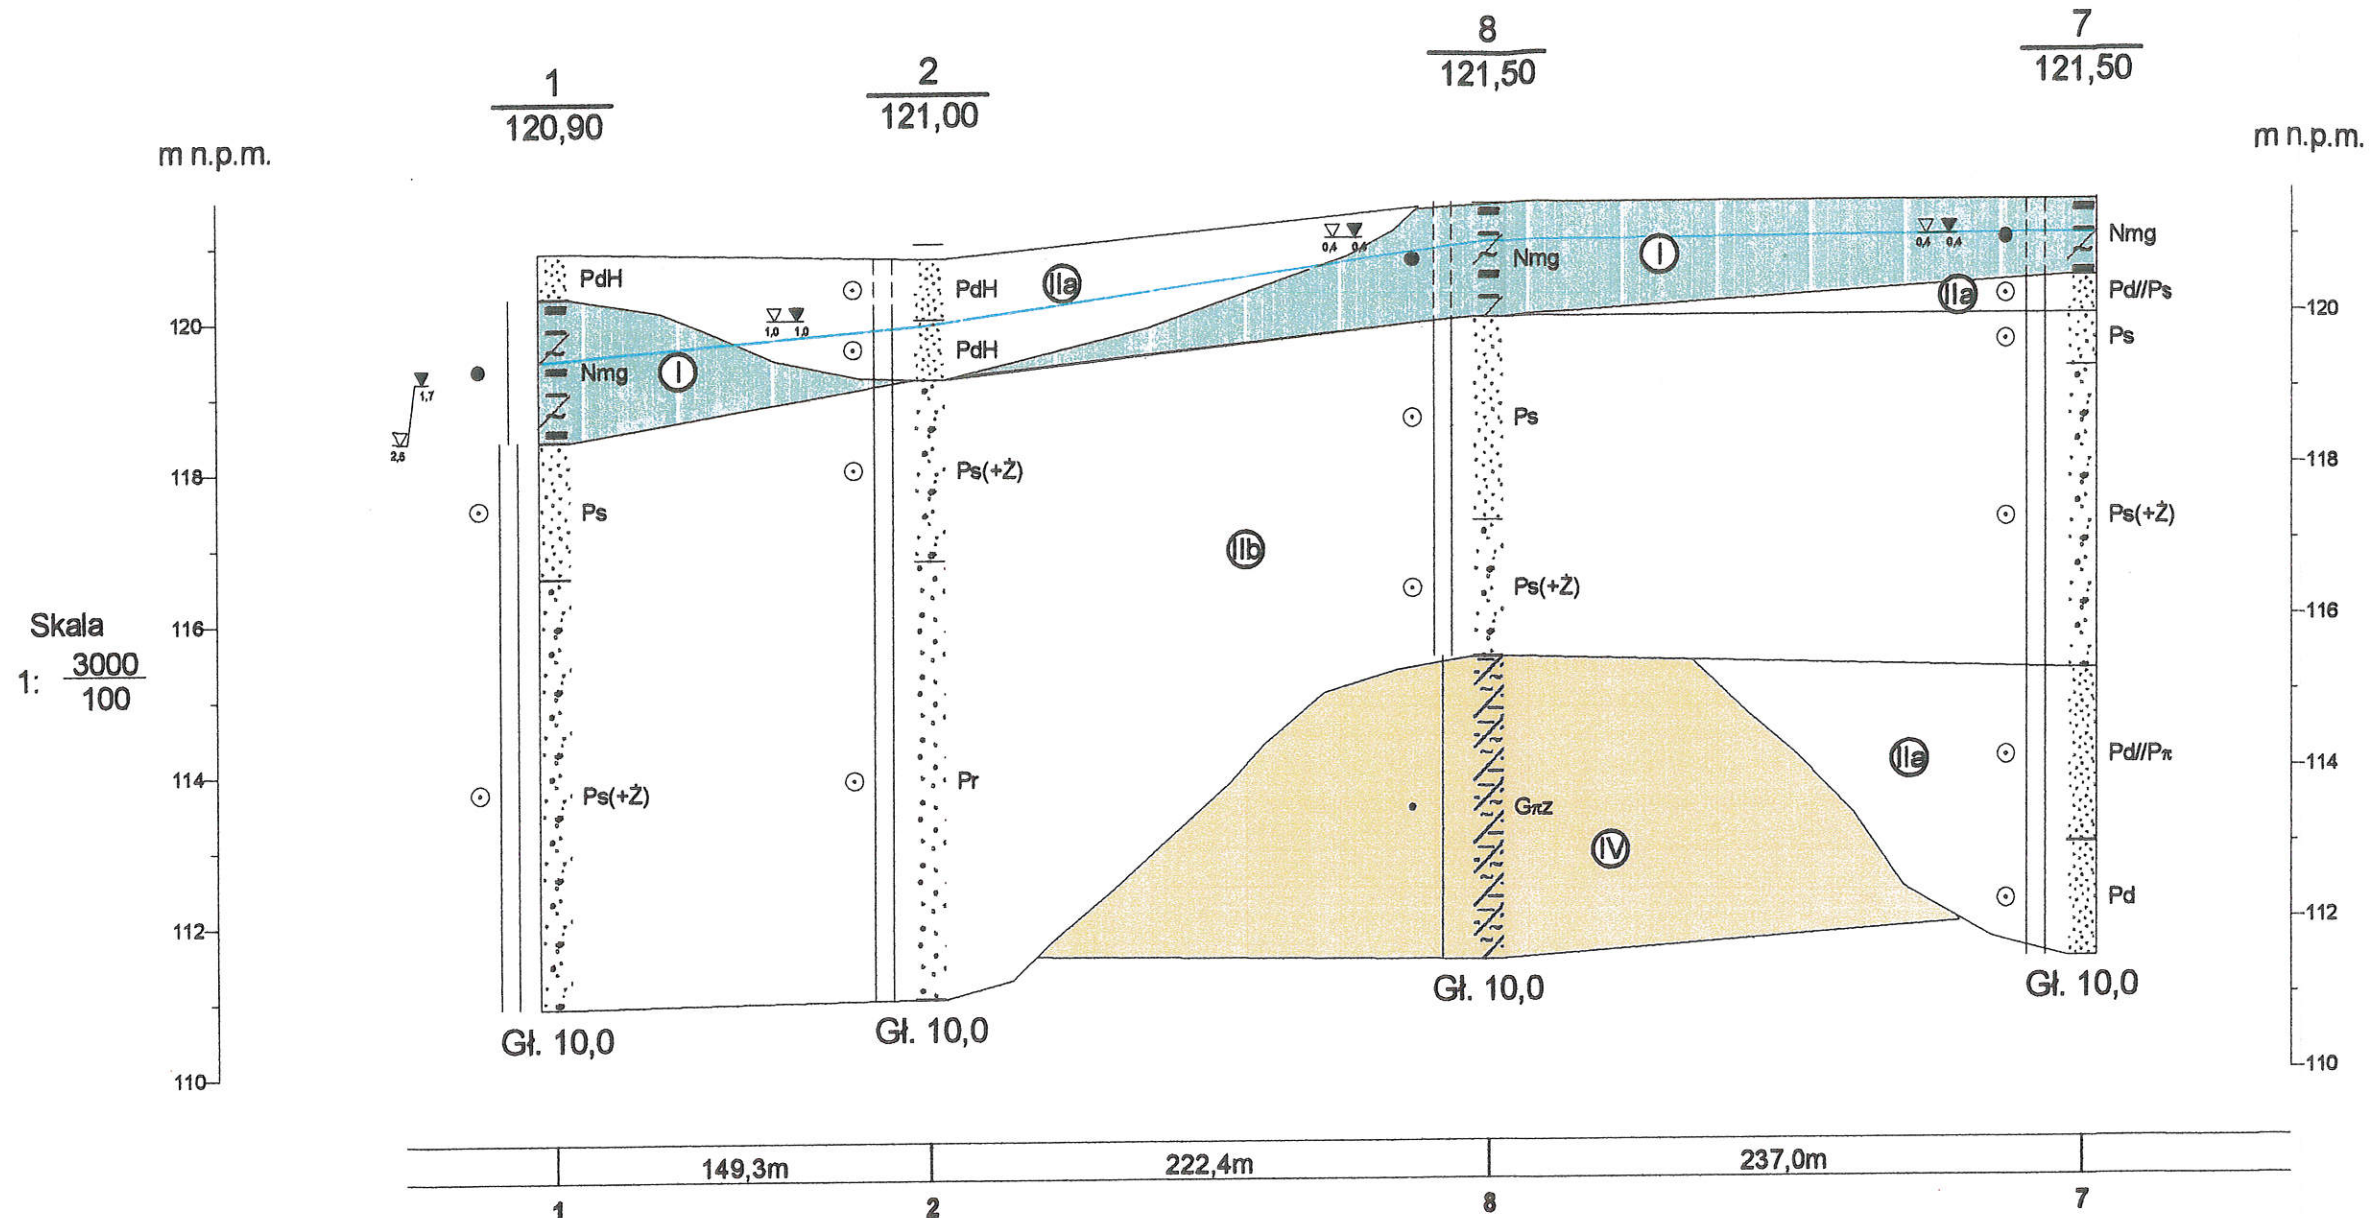 1
120,90
2
121,00
8
121,50
7
121,50
m n.p.m.
m n.p.m.
120
118
116
114
112
110
120
118
116
114
112
110
Skala
1: 3000
100
1,7
2,5
PdH
Nmg
I
Ps
Ps(+Ż)
Gł. 10,0
1,0 1,0
PdH
PdH
Ps(+Ż)
Pr
Gł. 10,0
IIa
IIb
0,4 0,4
Nmg
Ps
Ps(+Ż)
Gπz
Gł. 10,0
I
IV
0,4 0,4
IIa
IIa
Nmg
Pd//Ps
Ps
Ps(+Ż)
Pd//Pπ
Pd
Gł. 10,0
149,3m 222,4m 237,0m
1 2 8 7